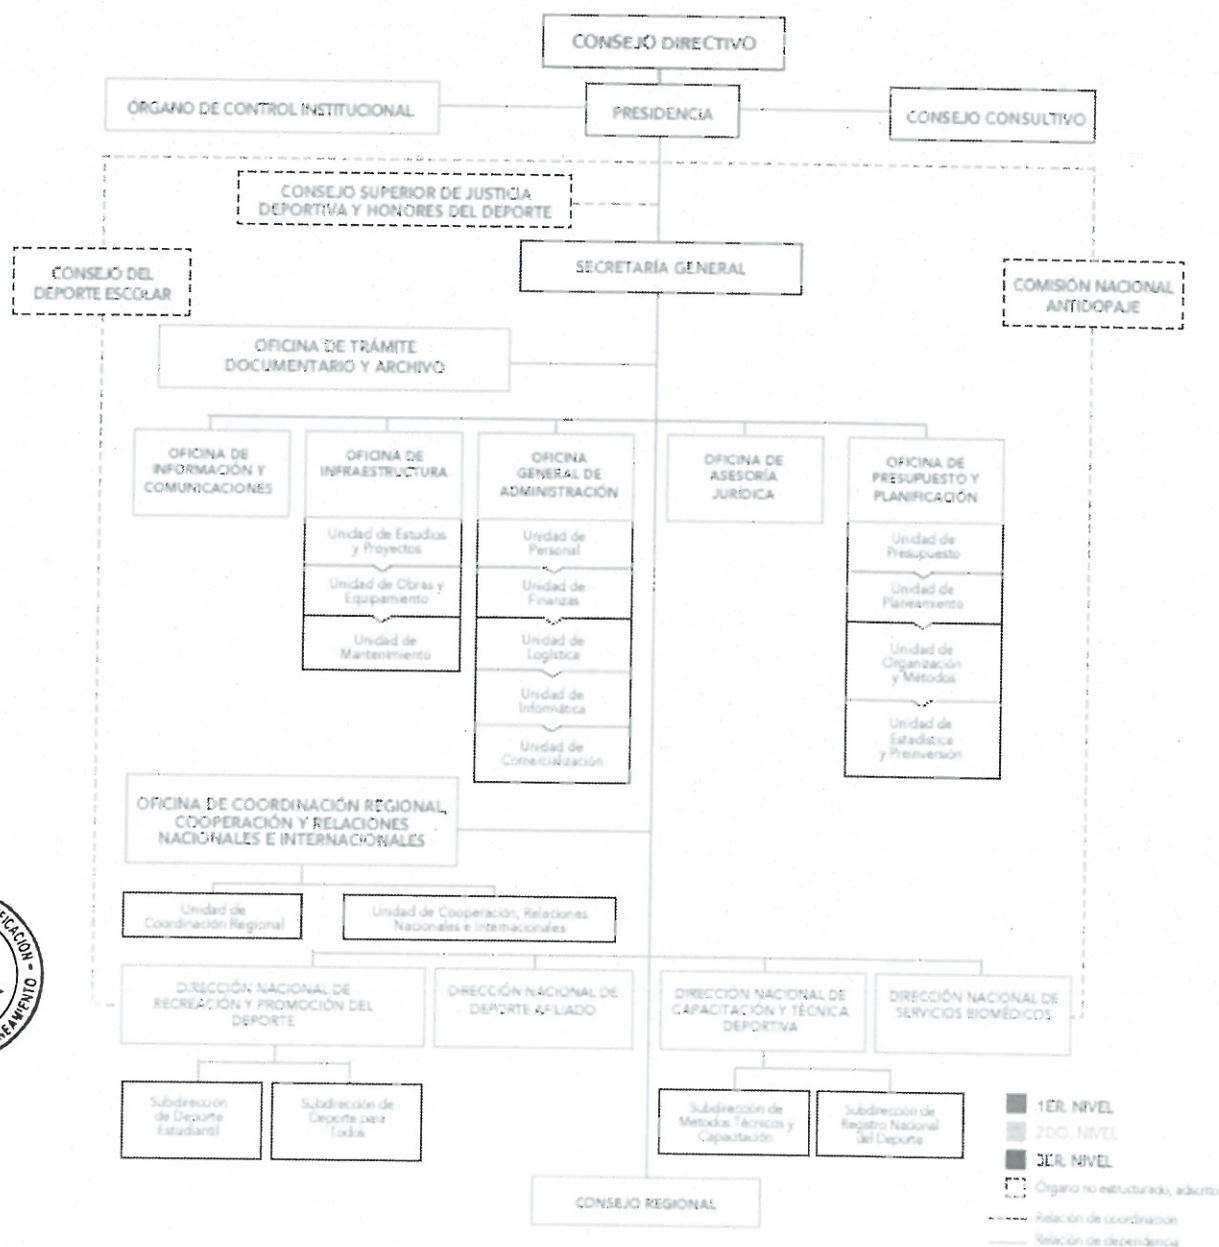 CONSEJO DIRECTIVO
ÓRGANO DE CONTROL INSTITUCIONAL
PRESIDENCIA
CONSEJO CONSULTIVO
CONSEJO SUPERIOR DE JUSTICIA
DEPORTIVA Y HONORES DEL DEPORTE
SECRETARÍA GENERAL
CONSEJO DEL
DEPORTE ESCOLAR
COMISIÓN NACIONAL
ANTIDOPAJE
OFICINA DE TRÁMITE
DOCUMENTARIO Y ARCHIVO
OFICINA DE
INFORMACIÓN Y
COMUNICACIONES
OFICINA DE
INFRAESTRUCTURA
Unidad de Estudios
y Proyectos
Unidad de Obras y
Equipamiento
Unidad de
Mantenimiento
OFICINA
GENERAL DE
ADMINISTRACIÓN
Unidad de
Personal
Unidad de
Finanzas
Unidad de
Logística
Unidad de
Informática
Unidad de
Comercialización
OFICINA DE
ASESORÍA
JURÍDICA
OFICINA DE
PRESUPUESTO Y
PLANIFICACIÓN
Unidad de
Presupuesto
Unidad de
Planeamiento
Unidad de
Organización
y Métodos
Unidad de
Estadística
y Preinversión
OFICINA DE COORDINACIÓN REGIONAL,
COOPERACIÓN Y RELACIONES
NACIONALES E INTERNACIONALES
Unidad de
Coordinación Regional
Unidad de Cooperación, Relaciones
Nacionales e Internacionales
DIRECCIÓN NACIONAL DE
RECREACIÓN Y PROMOCIÓN DEL
DEPORTE
DIRECCIÓN NACIONAL DE
DEPORTE AFILIADO
DIRECCIÓN NACIONAL DE
CAPACITACIÓN Y TÉCNICA
DEPORTIVA
DIRECCIÓN NACIONAL DE
SERVICIOS BIOMÉDICOS
Subdirección
de Deporte
Estudiantil
Subdirección de
Deporte para
Todos
Subdirección de
Métodos Técnicos y
Capacitación
Subdirección de
Registro Nacional
del Deporte
CONSEJO REGIONAL
1ER. NIVEL
2DO. NIVEL
3ER. NIVEL
Órgano no estructurado, adscrito
Relación de coordinación
Relación de dependencia